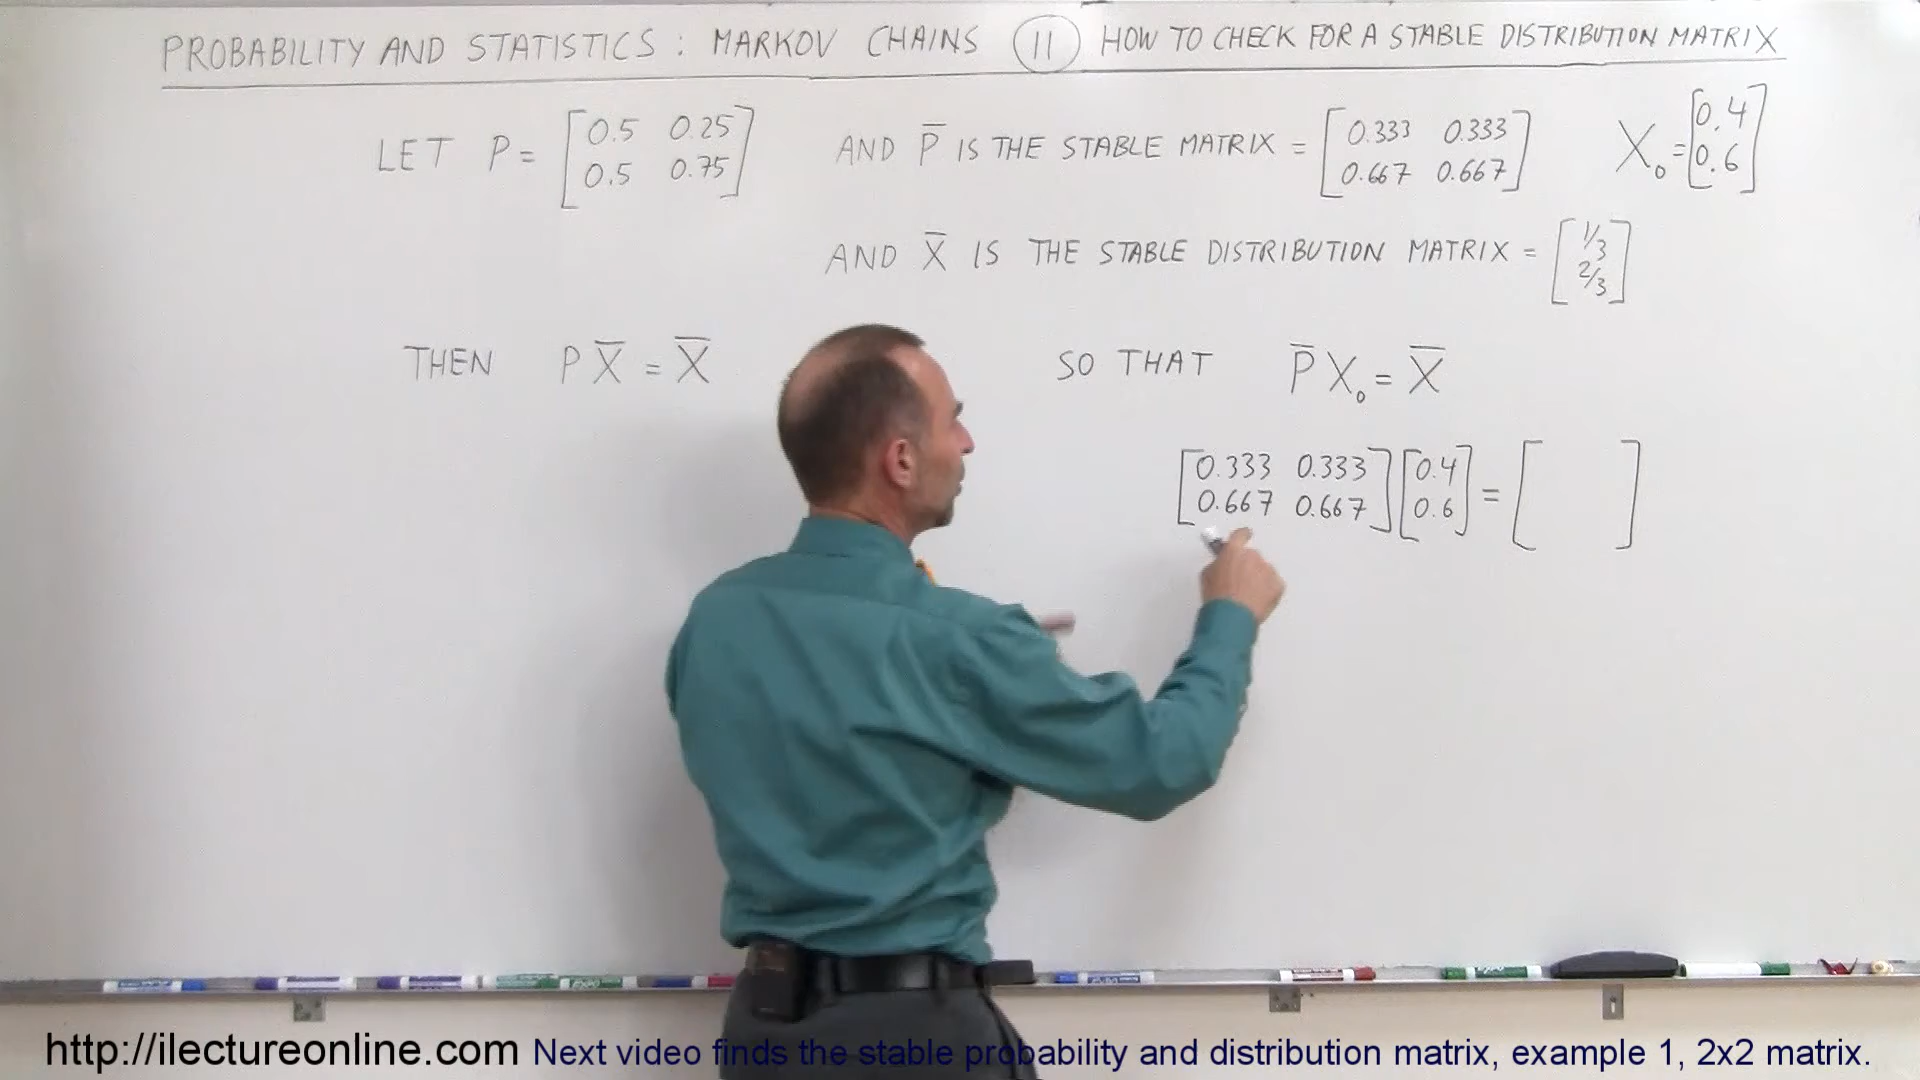 PROBABILITY AND STATISTICS : MARKOV CHAINS 11 HOW TO CHECK FOR A STABLE DISTRIBUTION MATRIX
LET P = [0.5 0.25
0.5 0.75]
AND P̅ IS THE STABLE MATRIX = [0.333 0.333
0.667 0.667]
X₀ = [0.4
0.6]
AND X̅ IS THE STABLE DISTRIBUTION MATRIX = [1/3
2/3]
THEN P X̅ = X̅
SO THAT P̅ X₀ = X̅
[0.333 0.333] [0.4] = [ ]
[0.667 0.667] [0.6]
http://ilectureonline.com Next video finds the stable probability and distribution matrix, example 1, 2x2 matrix.